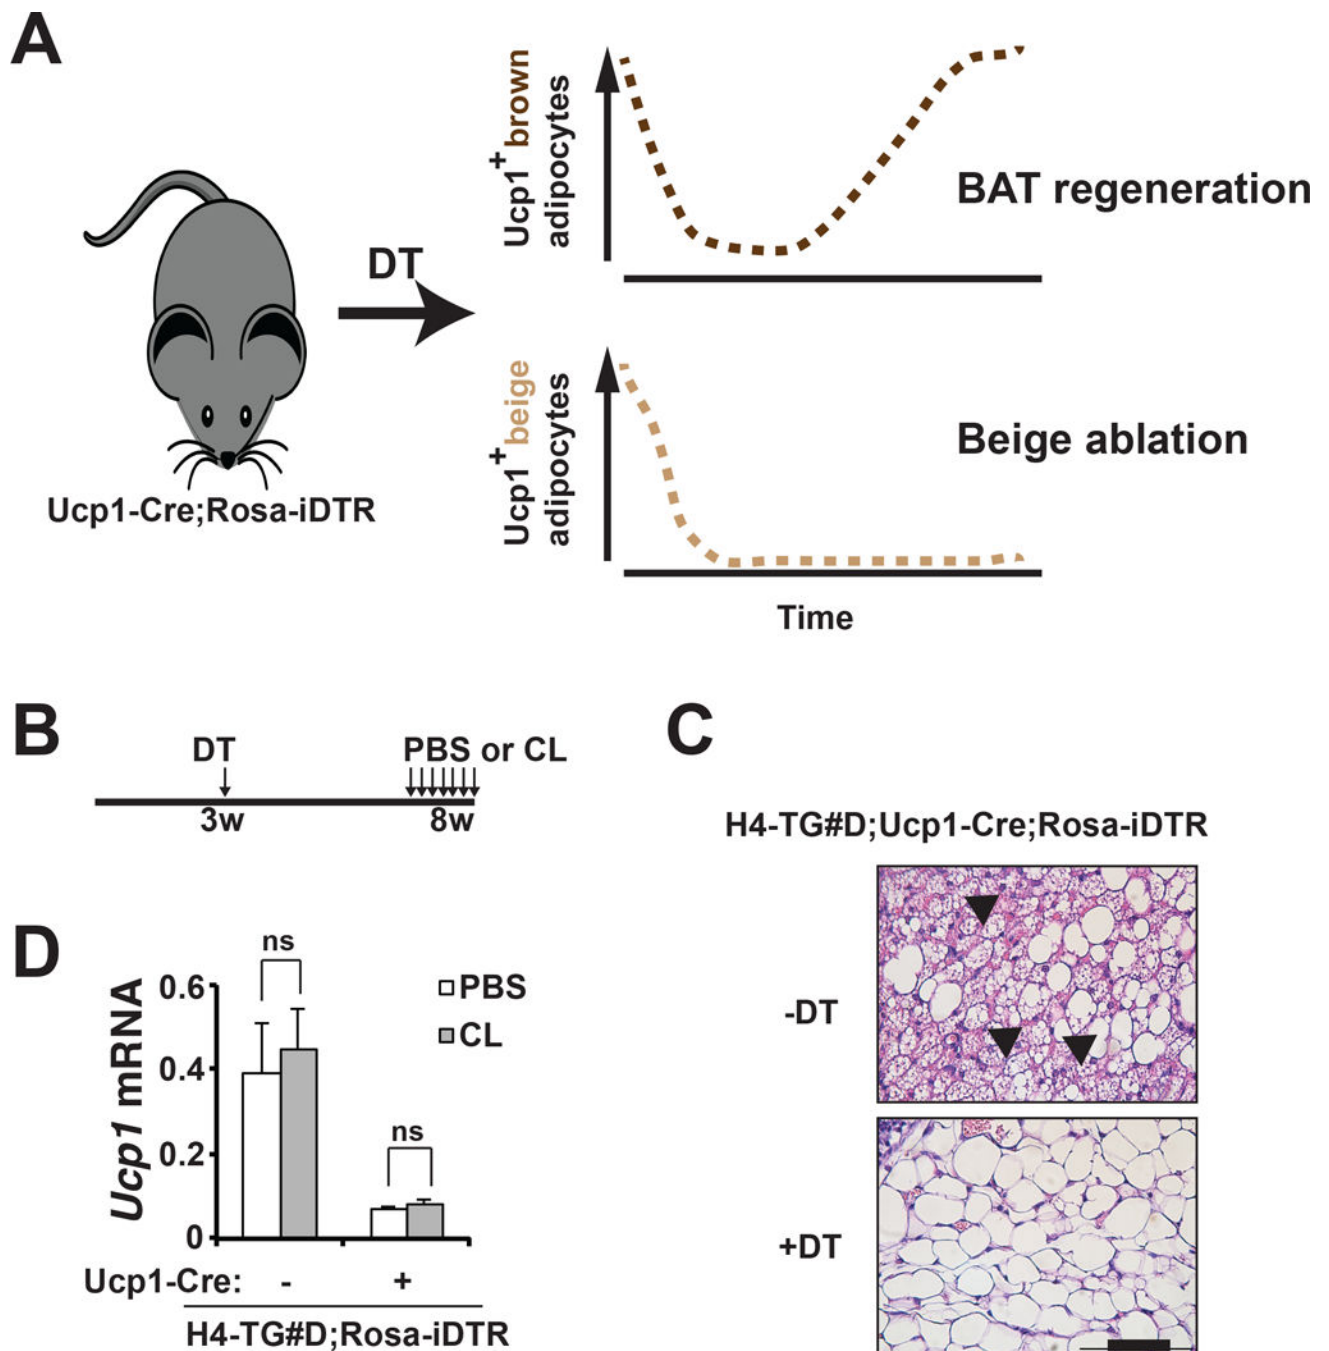 A
Ucp1⁺ brown
adipocytes
BAT regeneration
DT
Ucp1-Cre;Rosa-iDTR
Ucp1⁺ beige
adipocytes
Beige ablation
Time
B
DT
PBS or CL
3w
8w
C
H4-TG#D;Ucp1-Cre;Rosa-iDTR
-DT
+DT
D
ns
ns
PBS
CL
Ucp1 mRNA
0.6
0.4
0.2
0
Ucp1-Cre: - +
H4-TG#D;Rosa-iDTR